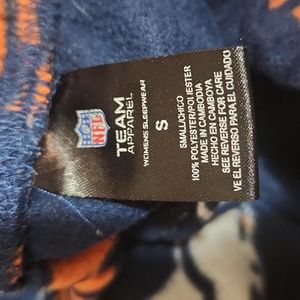 NFL
TEAM
APPAREL
WOMENS SLEEPWEAR
S
SMALL/CHICO
100% POLYESTER/POLIESTER
MADE IN CAMBODIA
HECHO EN CAMBOYA
SEE REVERSE FOR CARE
VE EL REVERSO PARA EL CUIDADO